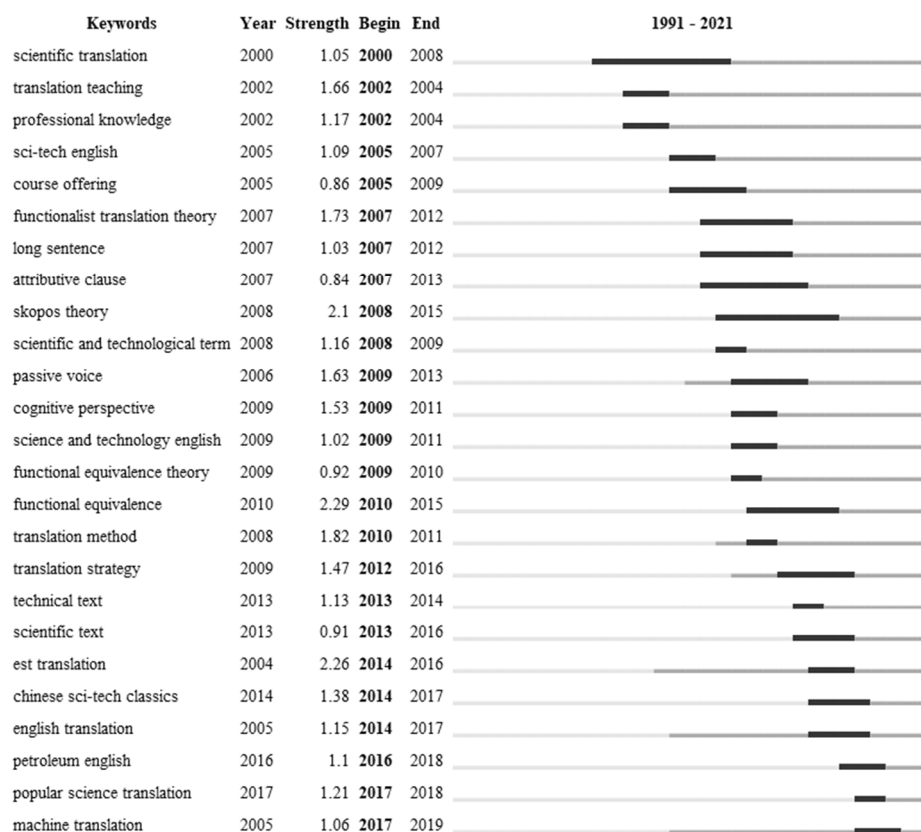 Keywords Year Strength Begin End 1991 - 2021
scientific translation 2000 1.05 2000 2008
translation teaching 2002 1.66 2002 2004
professional knowledge 2002 1.17 2002 2004
sci-tech english 2005 1.09 2005 2007
course offering 2005 0.86 2005 2009
functionalist translation theory 2007 1.73 2007 2012
long sentence 2007 1.03 2007 2012
attributive clause 2007 0.84 2007 2013
skopos theory 2008 2.1 2008 2015
scientific and technological term 2008 1.16 2008 2009
passive voice 2006 1.63 2009 2013
cognitive perspective 2009 1.53 2009 2011
science and technology english 2009 1.02 2009 2011
functional equivalence theory 2009 0.92 2009 2010
functional equivalence 2010 2.29 2010 2015
translation method 2008 1.82 2010 2011
translation strategy 2009 1.47 2012 2016
technical text 2013 1.13 2013 2014
scientific text 2013 0.91 2013 2016
est translation 2004 2.26 2014 2016
chinese sci-tech classics 2014 1.38 2014 2017
english translation 2005 1.15 2014 2017
petroleum english 2016 1.1 2016 2018
popular science translation 2017 1.21 2017 2018
machine translation 2005 1.06 2017 2019